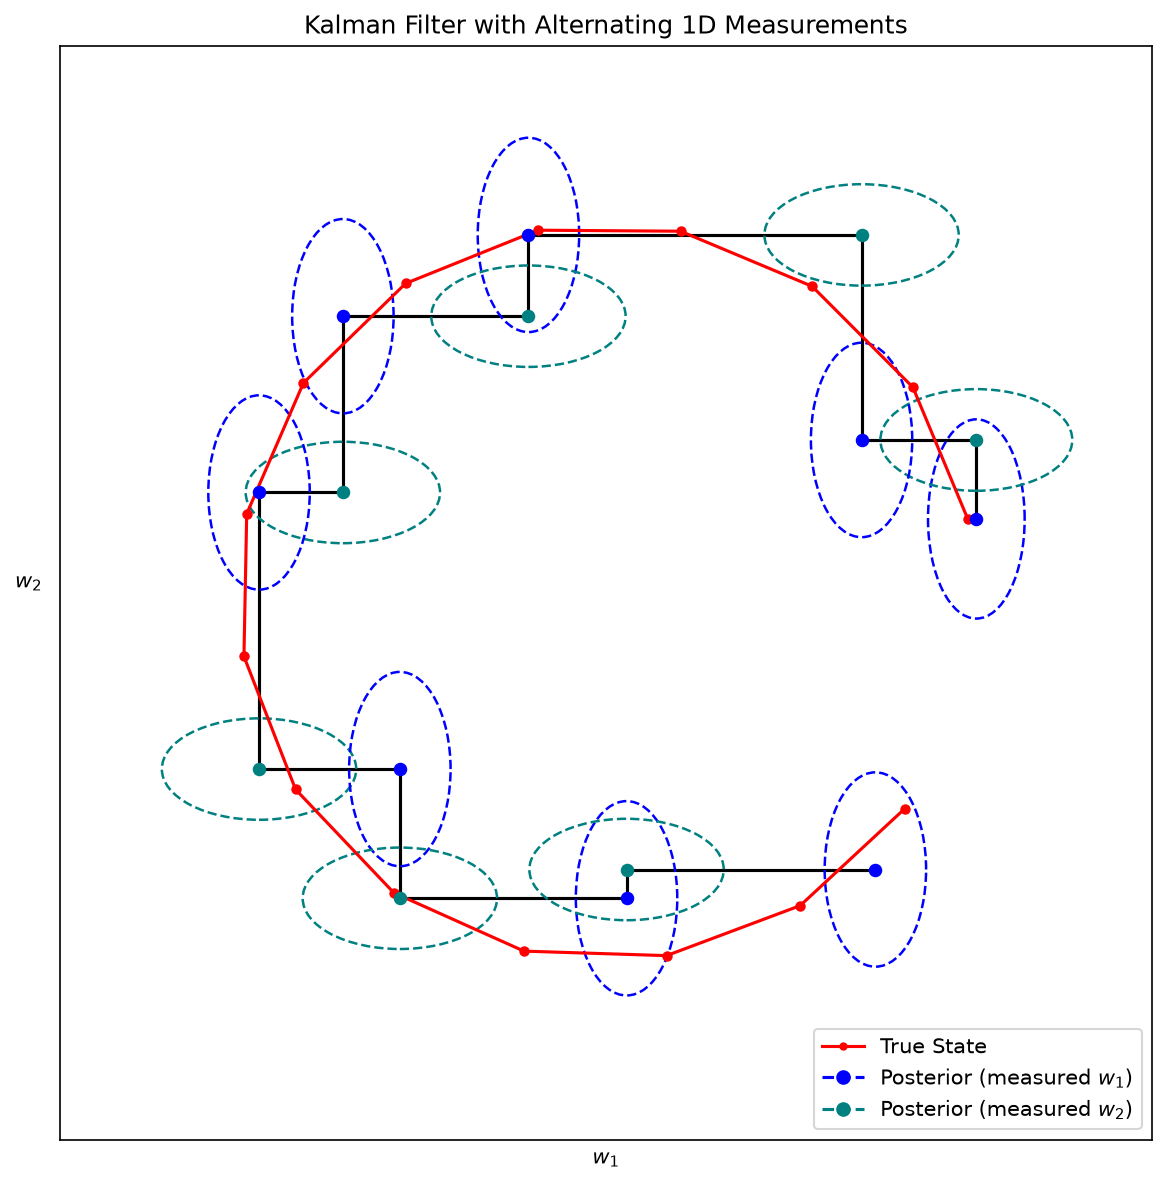 Kalman Filter with Alternating 1D Measurements
w₂
True State
Posterior (measured w₁)
Posterior (measured w₂)
w₁